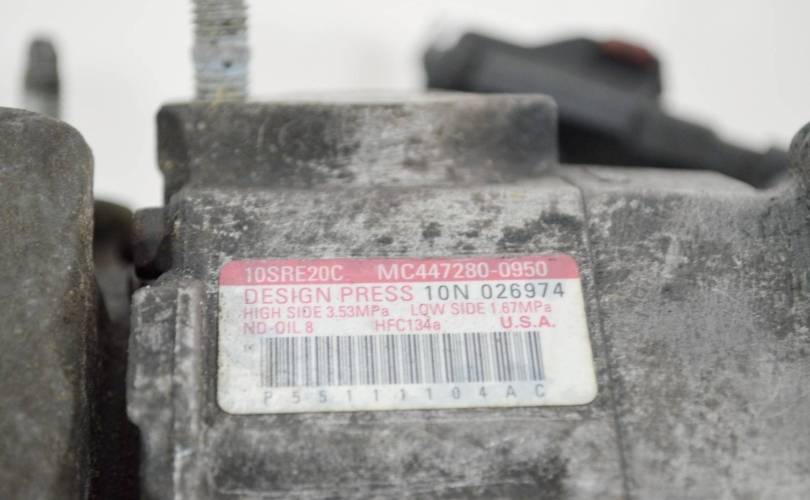 10SRE20C MC447280-0950
DESIGN PRESS 10N 026974
HIGH SIDE 3.53MPa LOW SIDE 1.67MPa
ND-OIL 8 HFC134a U.S.A.
P55111104AC